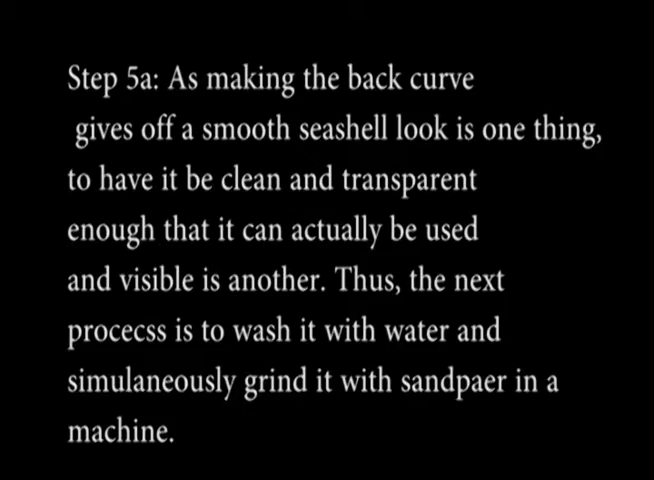 Step 5a: As making the back curve
gives off a smooth seashell look is one thing,
to have it be clean and transparent
enough that it can actually be used
and visible is another. Thus, the next
procecss is to wash it with water and
simulaneously grind it with sandpaer in a
machine.